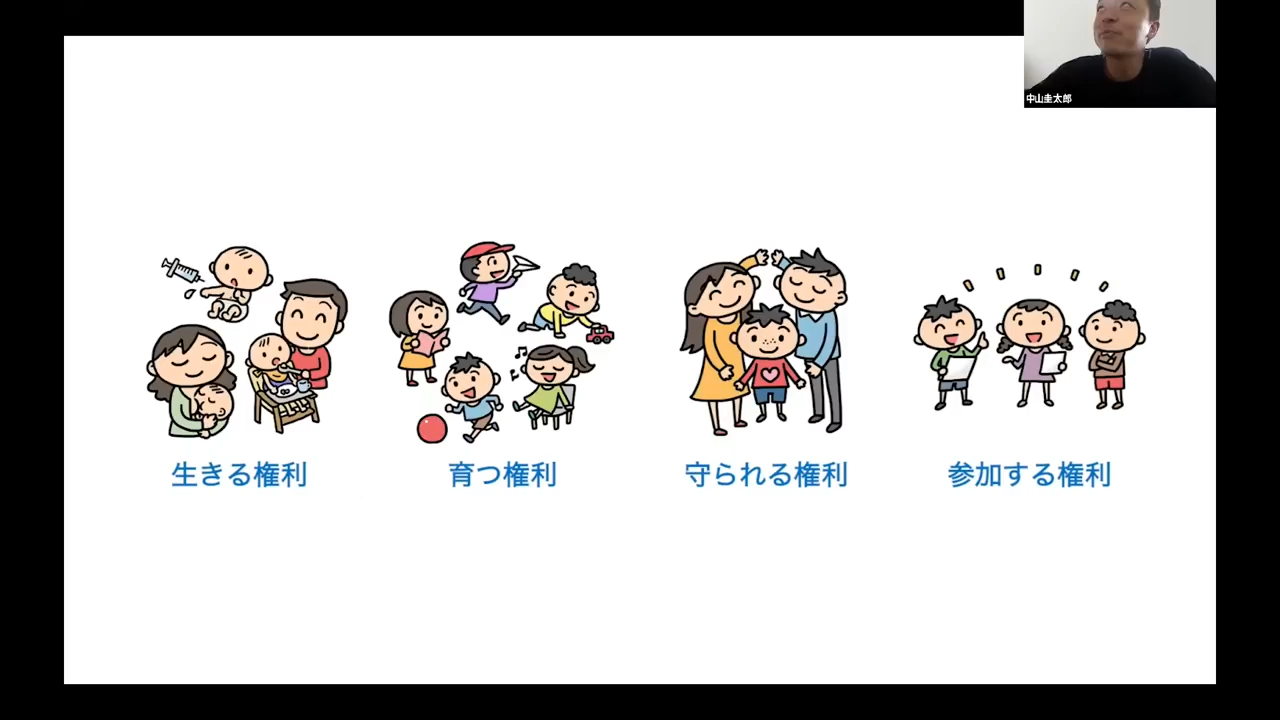 中山圭太郎
生きる権利
育つ権利
守られる権利
参加する権利